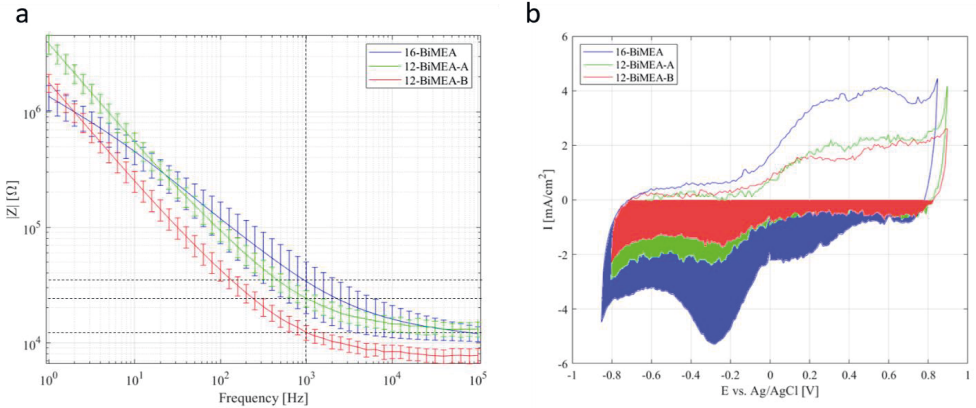 a
b
16-BiMEA
12-BiMEA-A
12-BiMEA-B
|Z| [Ω]
10^6
10^5
10^4
10^0
10^1
10^2
10^3
10^4
10^5
Frequency [Hz]
16-BiMEA
12-BiMEA-A
12-BiMEA-B
I [mA/cm^2]
6
4
2
0
-2
-4
-6
-1
-0.8
-0.6
-0.4
-0.2
0
0.2
0.4
0.6
0.8
1
E vs. Ag/AgCl [V]